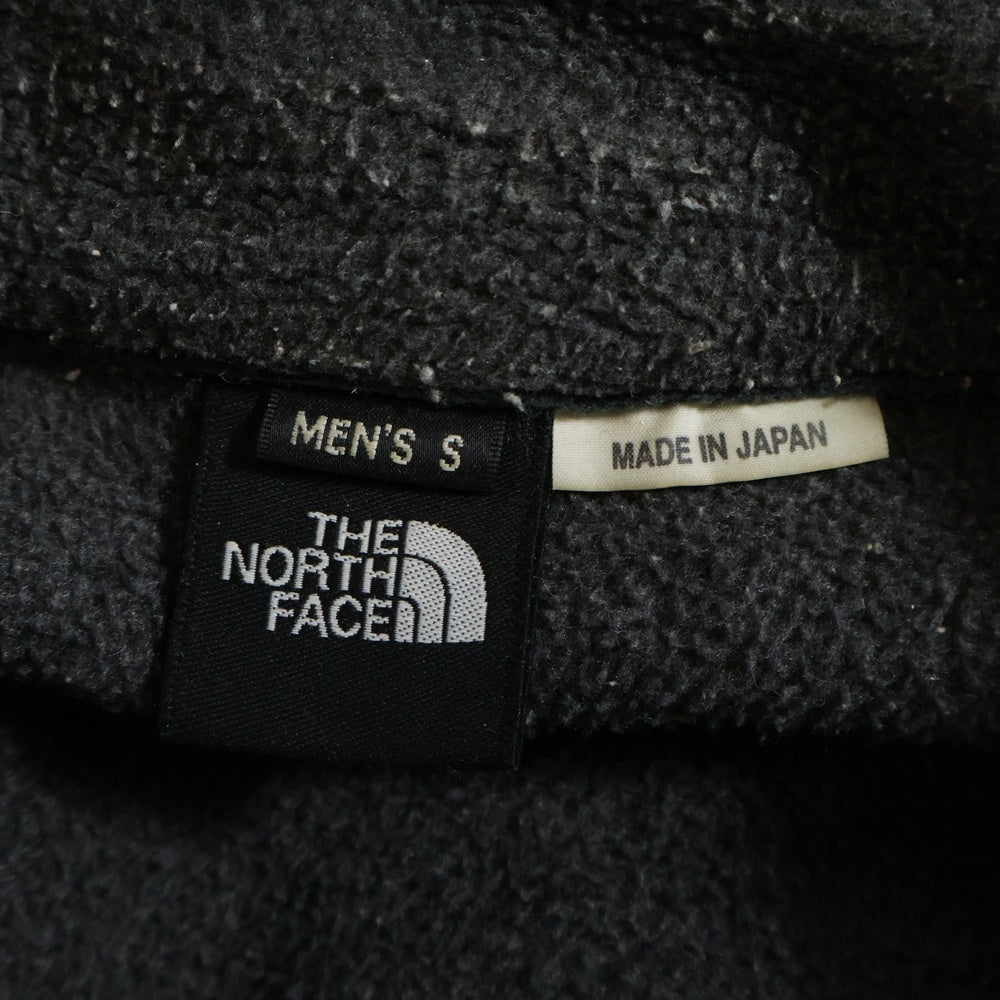 MEN'S S
MADE IN JAPAN
THE
NORTH
FACE